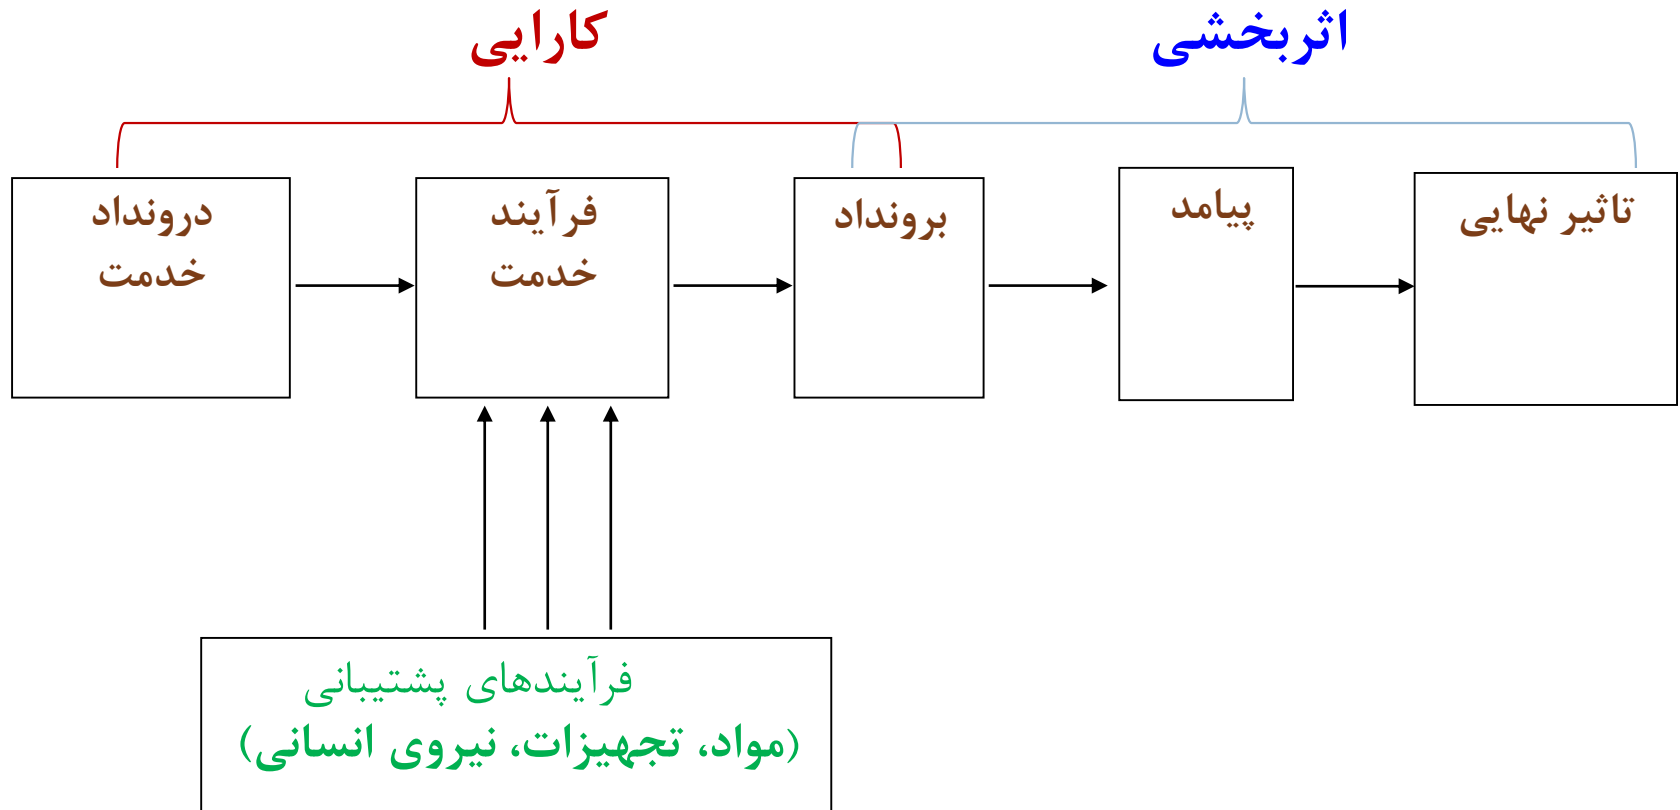 کارایی
اثربخشی
درونداد
خدمت
فرآیند
خدمت
برونداد
پیامد
تاثیر نهایی
فرآیندهای پشتیبانی
(مواد، تجهیزات، نیروی انسانی)